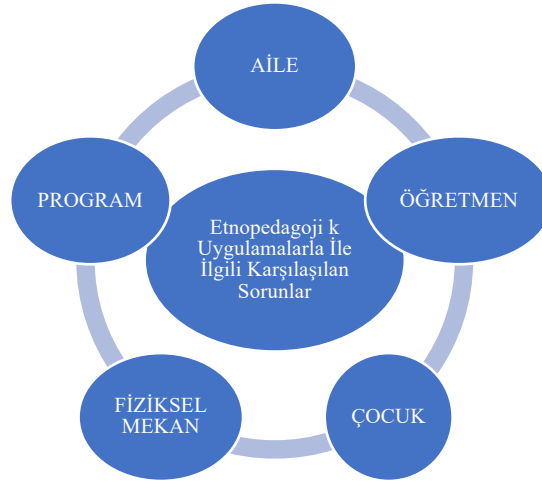 AİLE
PROGRAM
ÖĞRETMEN
Etnopedagoji k
Uygulamalarla İle
İlgili Karşılaşılan
Sorunlar
FİZİKSEL
MEKAN
ÇOCUK